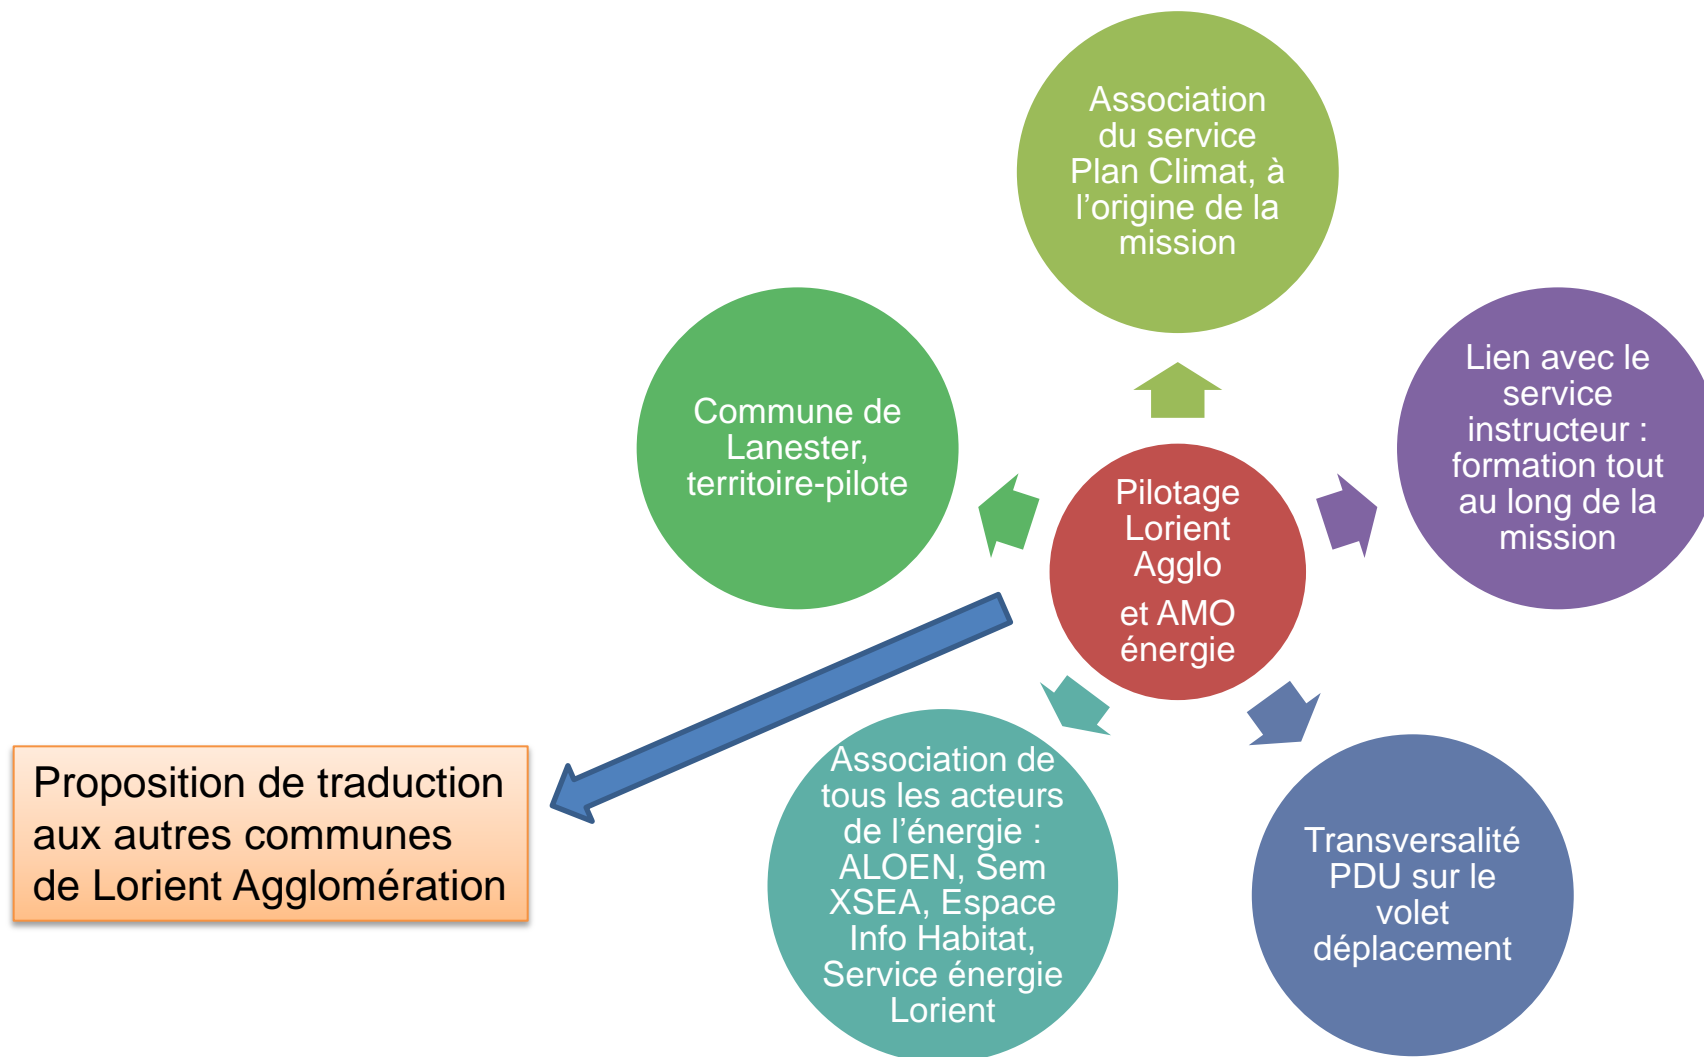 Association
du service
Plan Climat, à
l’origine de la
mission
Commune de
Lanester,
territoire-pilote
Lien avec le
service
instructeur :
formation tout
au long de la
mission
Pilotage
Lorient
Agglo
et AMO
énergie
Proposition de traduction
aux autres communes
de Lorient Agglomération
Association de
tous les acteurs
de l’énergie :
ALOEN, Sem
XSEA, Espace
Info Habitat,
Service énergie
Lorient
Transversalité
PDU sur le
volet
déplacement